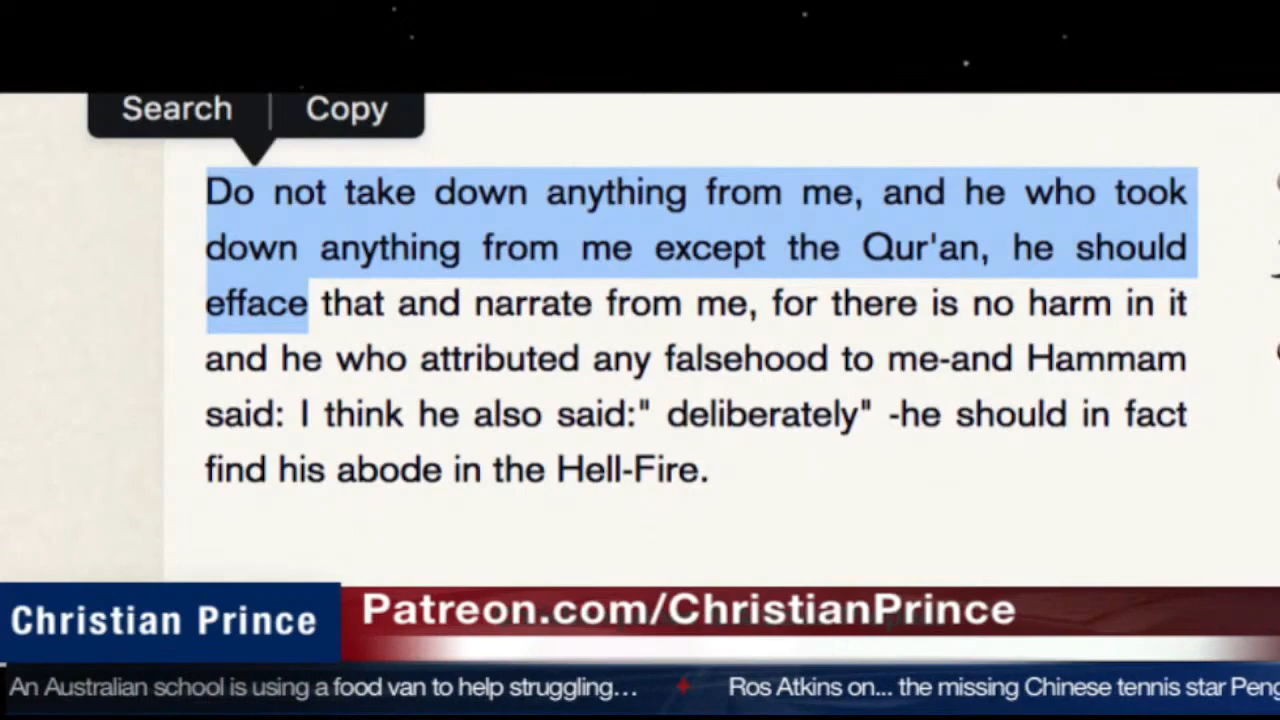 Search | Copy
Do not take down anything from me, and he who took
down anything from me except the Qur'an, he should
efface that and narrate from me, for there is no harm in it
and he who attributed any falsehood to me-and Hammam
said: I think he also said:" deliberately" -he should in fact
find his abode in the Hell-Fire.
Christian Prince
Patreon.com/ChristianPrince
An Australian school is using a food van to help struggling...
Ros Atkins on... the missing Chinese tennis star Peng